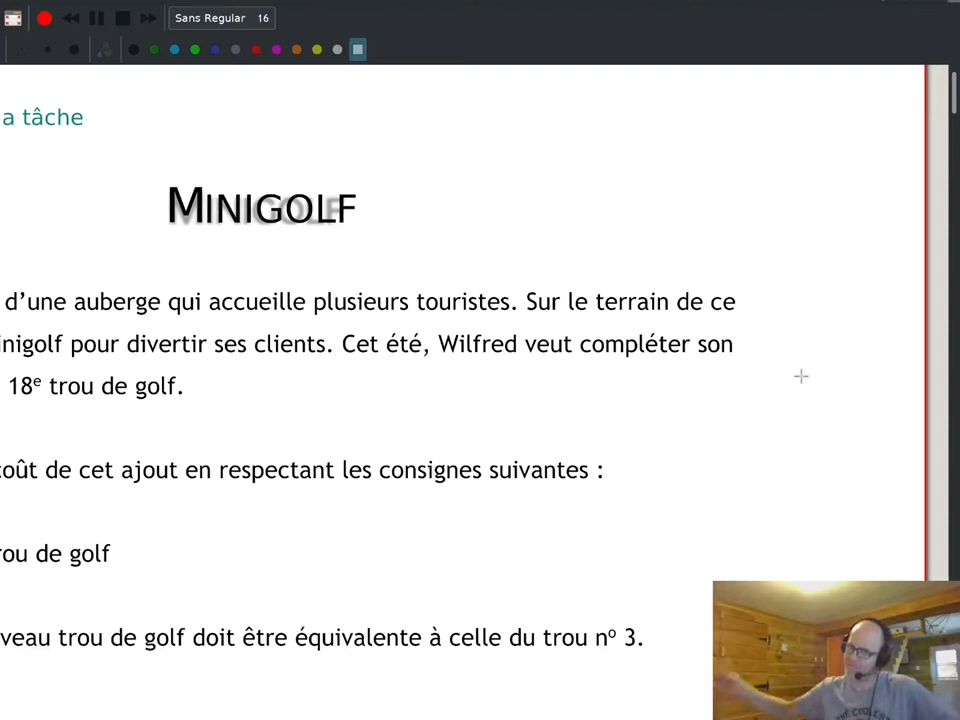 Sans Regular 16
a tâche
MINIGOLF
d’une auberge qui accueille plusieurs touristes. Sur le terrain de ce
inigolf pour divertir ses clients. Cet été, Wilfred veut compléter son
18e trou de golf.
coût de cet ajout en respectant les consignes suivantes :
rou de golf
veau trou de golf doit être équivalente à celle du trou no 3.